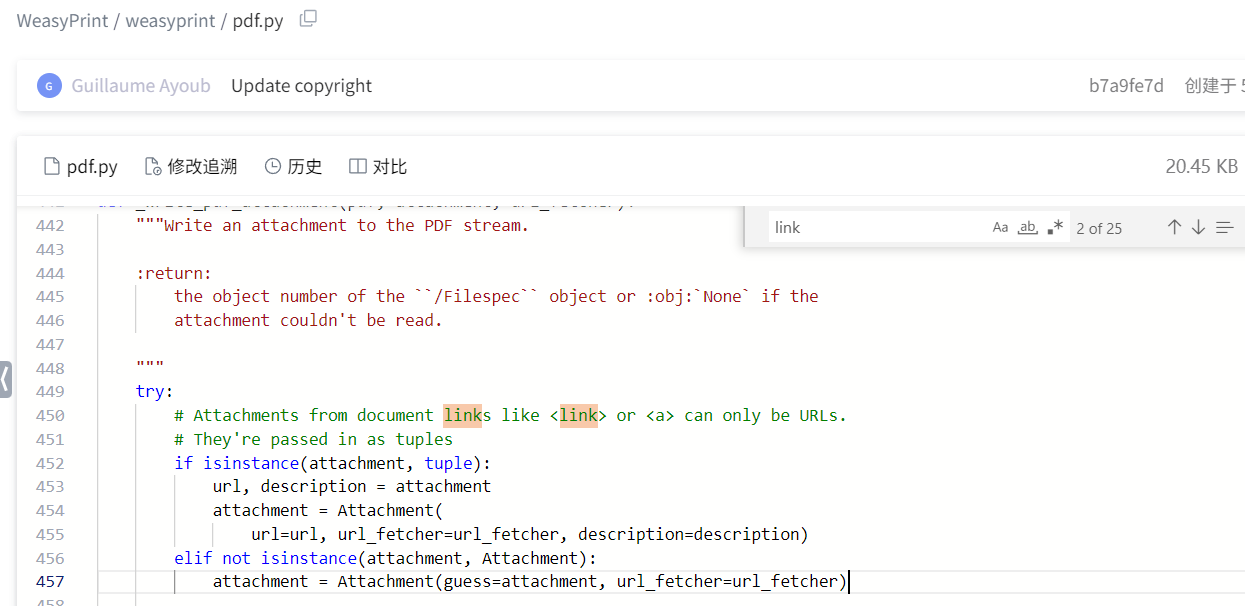 WeasyPrint / weasyprint / pdf.py
G Guillaume Ayoub Update copyright b7a9fe7d 创建于
pdf.py 修改追溯 历史 对比 20.45 KB
link Aa ab .* 2 of 25
442 """Write an attachment to the PDF stream.
443
444 :return:
445 the object number of the ``/Filespec`` object or :obj:`None` if the
446 attachment couldn't be read.
447
448 """
449 try:
450 # Attachments from document links like <link> or <a> can only be URLs.
451 # They're passed in as tuples
452 if isinstance(attachment, tuple):
453 url, description = attachment
454 attachment = Attachment(
455 url=url, url_fetcher=url_fetcher, description=description)
456 elif not isinstance(attachment, Attachment):
457 attachment = Attachment(guess=attachment, url_fetcher=url_fetcher)
458